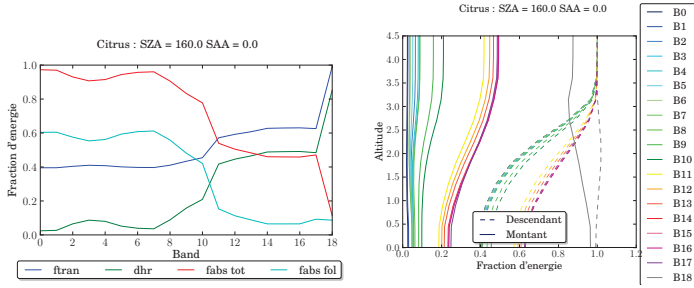 Citrus : SZA = 160.0 SAA = 0.0
Fraction d'energie
1.0
0.8
0.6
0.4
0.2
0.0
0 2 4 6 8 10 12 14 16 18
Band
ftran dhr fabs tot fabs fol
Citrus : SZA = 160.0 SAA = 0.0
Altitude
4.5
4.0
3.5
3.0
2.5
2.0
1.5
1.0
0.5
0.0
Descendant
Montant
0.0 0.2 0.4 0.6 0.8 1.0 1.2
Fraction d'energie
B0
B1
B2
B3
B4
B5
B6
B7
B8
B9
B10
B11
B12
B13
B14
B15
B16
B17
B18